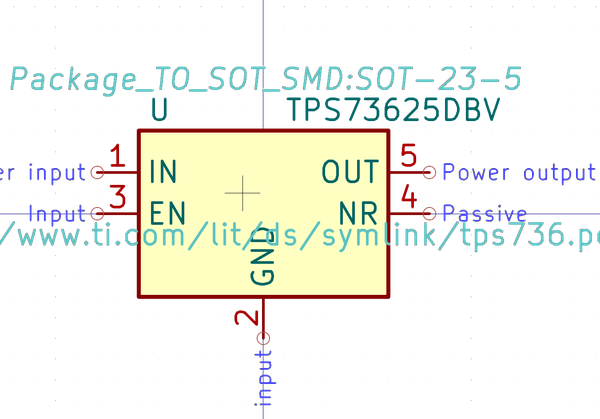 Package_TO_SOT_SMD:SOT-23-5
U TPS73625DBV
er input 1 IN OUT 5 Power output
Input 3 EN NR 4 Passive
/www.ti.com/lit/ds/symlink/tps736.p
GND
2
input